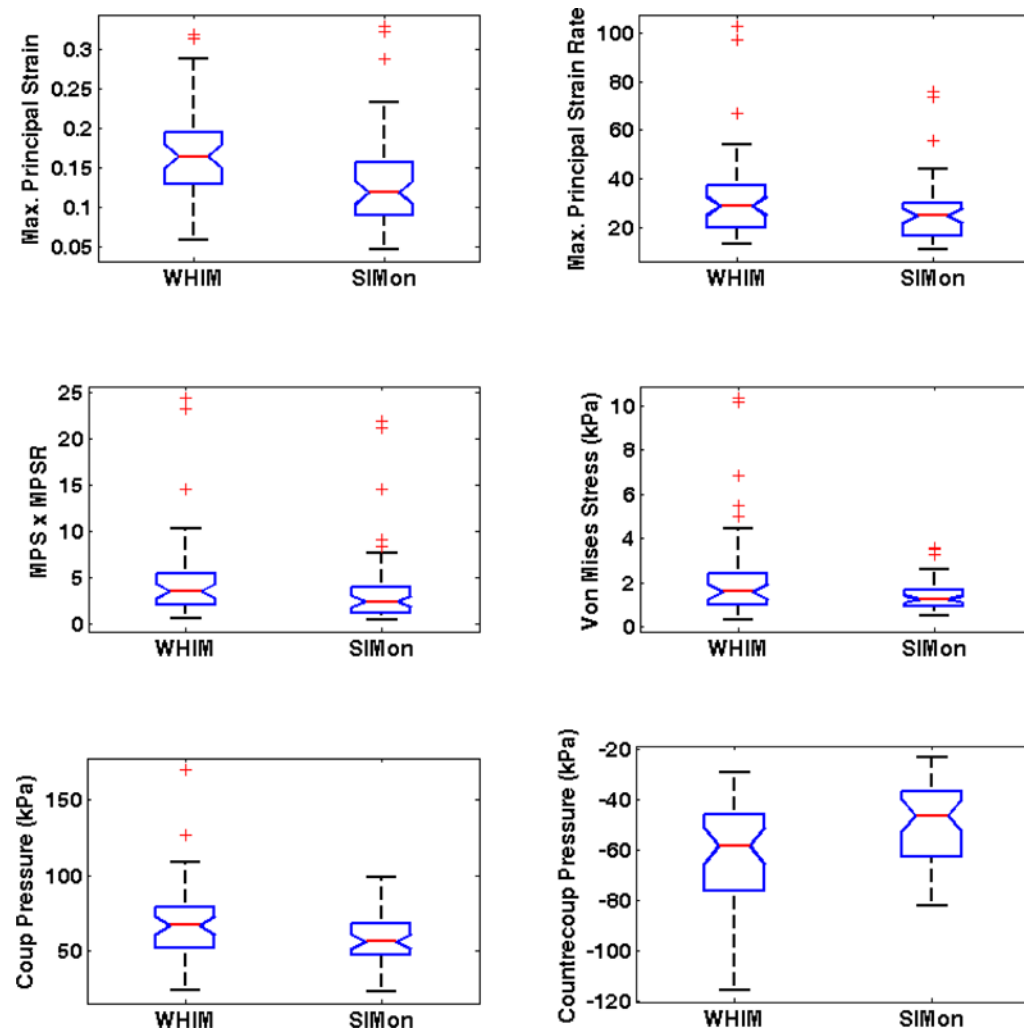 Max. Principal Strain
0.3
0.2
0.15
0.1
0.05
WHIM SIMon
Max. Principal Strain Rate
100
80
60
40
20
WHIM SIMon
MPS x MPSR
25
20
15
10
5
0
WHIM SIMon
Von Mises Stress (kPa)
10
8
6
4
2
0
WHIM SIMon
Coup Pressure (kPa)
150
100
50
WHIM SIMon
Countrecoup Pressure (kPa)
-20
-40
-60
-80
-100
-120
WHIM SIMon